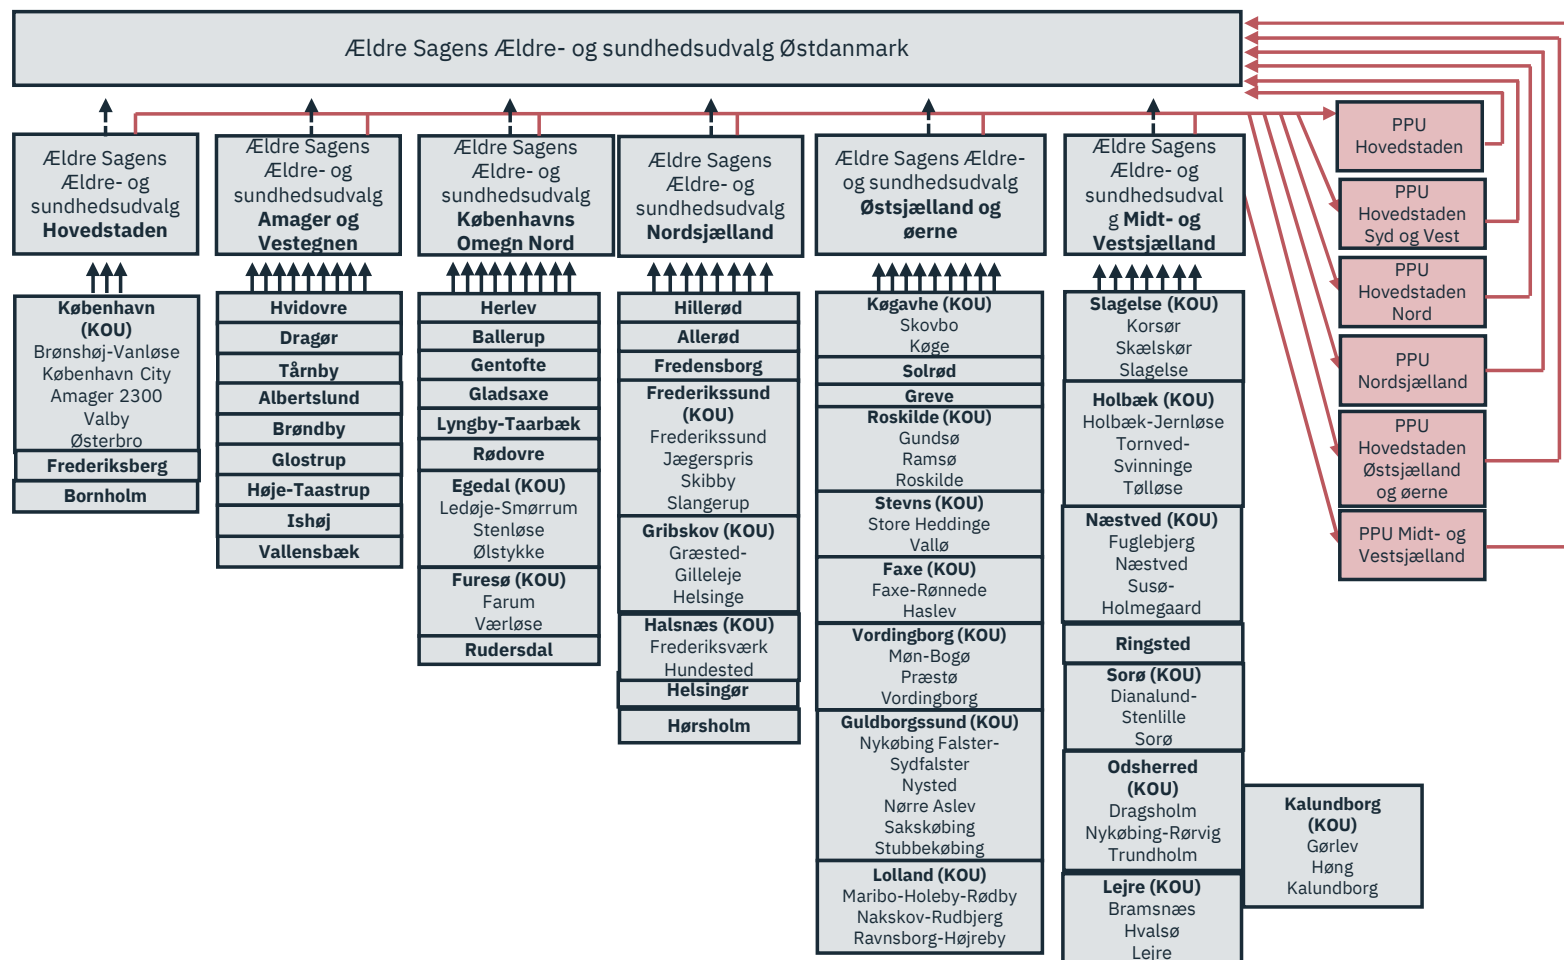 Ældre Sagens Ældre- og sundhedsudvalg Østdanmark
Ældre Sagens
Ældre- og
sundhedsudvalg
Hovedstaden
København
(KOU)
Brønshøj-Vanløse
København City
Amager 2300
Valby
Østerbro
Frederiksberg
Bornholm
Ældre Sagens
Ældre- og
sundhedsudvalg
Amager og
Vestegnen
Hvidovre
Dragør
Tårnby
Albertslund
Brøndby
Glostrup
Høje-Taastrup
Ishøj
Vallensbæk
Ældre Sagens
Ældre- og
sundhedsudvalg
Københavns
Omegn Nord
Herlev
Ballerup
Gentofte
Gladsaxe
Lyngby-Taarbæk
Rødovre
Egedal (KOU)
Ledøje-Smørrum
Stenløse
Ølstykke
Furesø (KOU)
Farum
Værløse
Rudersdal
Ældre Sagens
Ældre- og
sundhedsudvalg
Nordsjælland
Hillerød
Allerød
Fredensborg
Frederikssund
(KOU)
Frederikssund
Jægerspris
Skibby
Slangerup
Gribskov (KOU)
Græsted-
Gilleleje
Helsinge
Halsnæs (KOU)
Frederiksværk
Hundested
Helsingør
Hørsholm
Ældre Sagens Ældre-
og sundhedsudvalg
Østsjælland og
øerne
Køgavhe (KOU)
Skovbo
Køge
Solrød
Greve
Roskilde (KOU)
Gundsø
Ramsø
Roskilde
Stevns (KOU)
Store Heddinge
Vallø
Faxe (KOU)
Faxe-Rønnede
Haslev
Vordingborg (KOU)
Møn-Bogø
Præstø
Vordingborg
Guldborgssund (KOU)
Nykøbing Falster-
Sydfalster
Nysted
Nørre Aslev
Sakskøbing
Stubbekøbing
Lolland (KOU)
Maribo-Holeby-Rødby
Nakskov-Rudbjerg
Ravnsborg-Højreby
Ældre Sagens
Ældre- og
sundhedsudval
g Midt- og
Vestsjælland
Slagelse (KOU)
Korsør
Skælskør
Slagelse
Holbæk (KOU)
Holbæk-Jernløse
Tornved-
Svinninge
Tølløse
Næstved (KOU)
Fuglebjerg
Næstved
Susø-
Holmegaard
Ringsted
Sorø (KOU)
Dianalund-
Stenlille
Sorø
Odsherred
(KOU)
Dragsholm
Nykøbing-Rørvig
Trundholm
Lejre (KOU)
Bramsnæs
Hvalsø
Lejre
Kalundborg
(KOU)
Gørlev
Høng
Kalundborg
PPU
Hovedstaden
PPU
Hovedstaden
Syd og Vest
PPU
Hovedstaden
Nord
PPU
Nordsjælland
PPU
Hovedstaden
Østsjælland
og øerne
PPU Midt- og
Vestsjælland